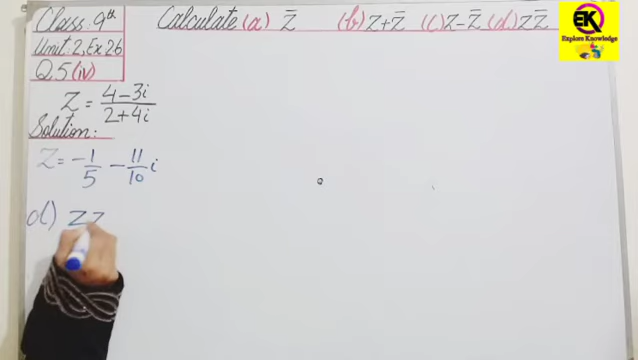 Class: 9th
Unit 2, Ex 2.6
Q5 (iv)
Calculate (a) z̄ (b) z+z̄ (c) z-z̄ (d) zz̄
EK
Explore Knowledge
z = 4-3i / 2+4i
Solution:
z = -1/5 - 11/10 i
d) zz